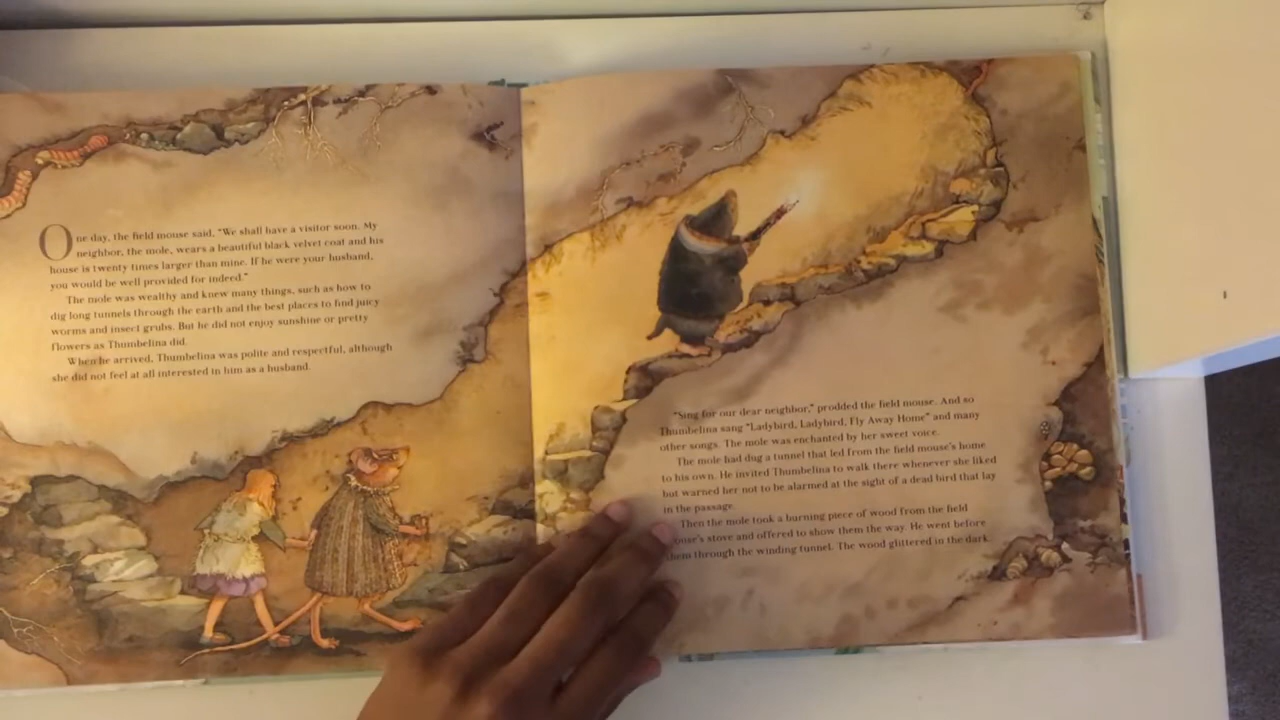 One day, the field mouse said, "We shall have a visitor soon. My
neighbor, the mole, wears a beautiful black velvet coat and his
house is twenty times larger than mine. If he were your husband,
you would be well provided for indeed."
The mole was wealthy and knew many things, such as how to
dig long tunnels through the earth and the best places to find juicy
worms and insect grubs. But he did not enjoy sunshine or pretty
flowers as Thumbelina did.
When he arrived, Thumbelina was polite and respectful, although
she did not feel at all interested in him as a husband.
"Sing for our dear neighbor," prodded the field mouse. And so
Thumbelina sang "Ladybird, Ladybird, Fly Away Home" and many
other songs. The mole was enchanted by her sweet voice.
The mole had dug a tunnel that led from the field mouse's home
to his own. He invited Thumbelina to walk there whenever she liked
but warned her not to be alarmed at the sight of a dead bird that lay
in the passage.
Then the mole took a burning piece of wood from the field
ouse's stove and offered to show them the way. He went before
hem through the winding tunnel. The wood glittered in the dark.